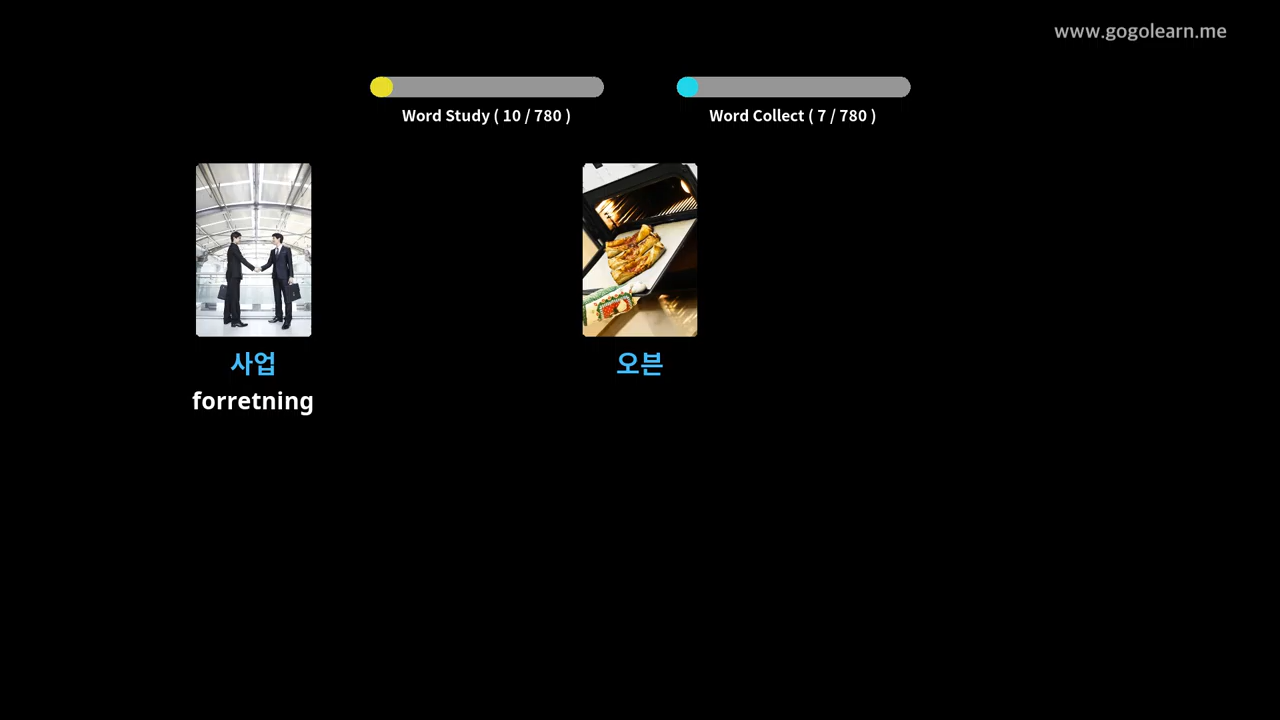 www.gogolearn.me
Word Study ( 10 / 780 )
Word Collect ( 7 / 780 )
사업
forretning
오븐